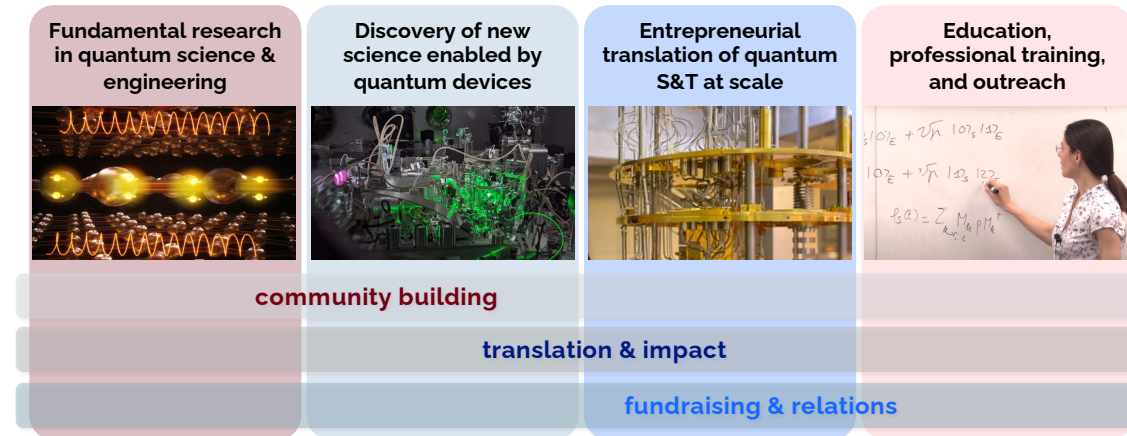 Fundamental research
in quantum science &
engineering
Discovery of new
science enabled by
quantum devices
Entrepreneurial
translation of quantum
S&T at scale
Education,
professional training,
and outreach
community building
translation & impact
fundraising & relations